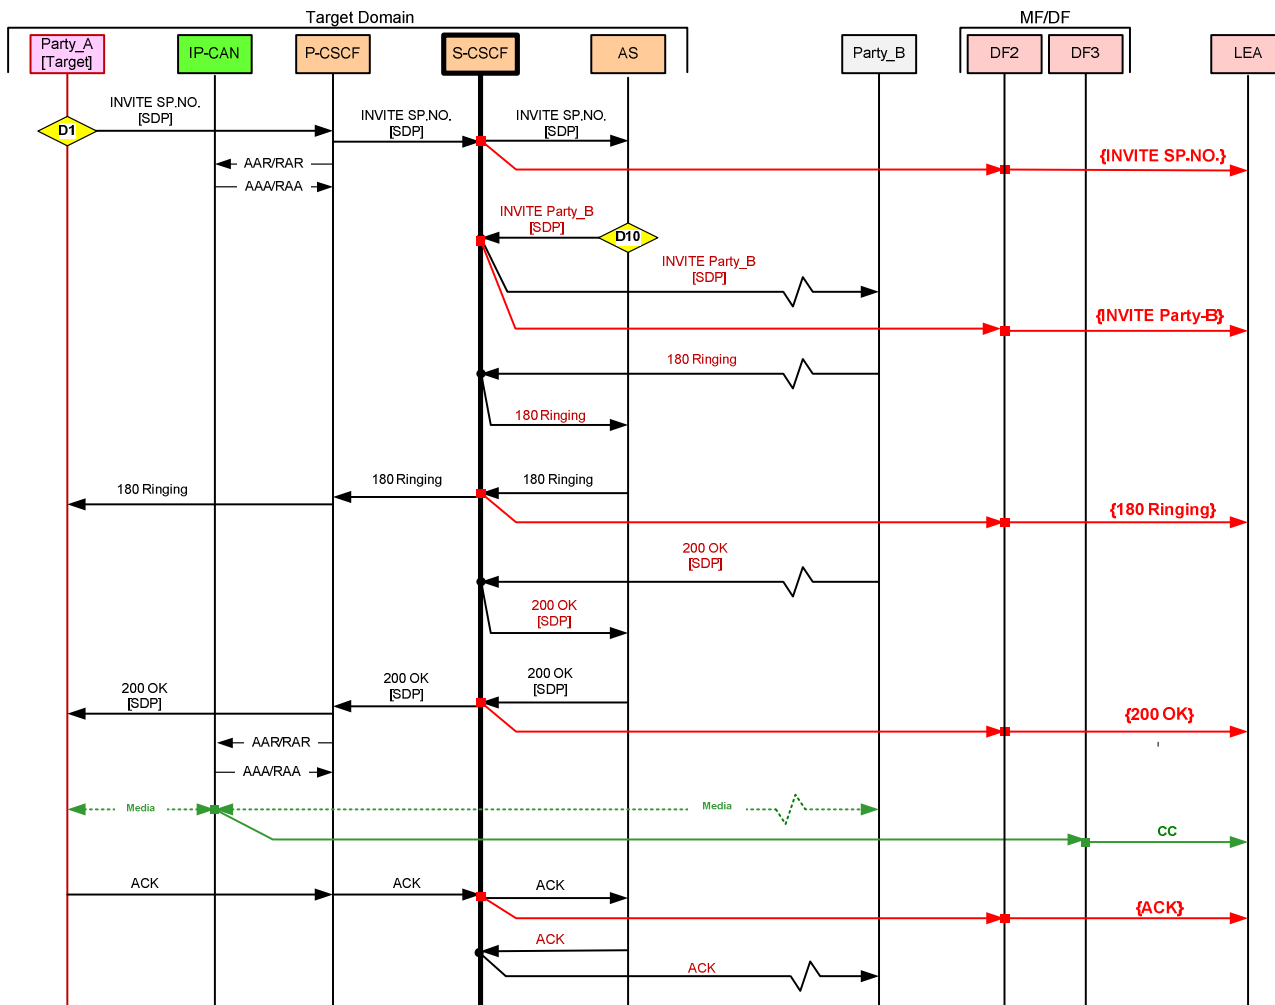 Target Domain
MF/DF
Party_A
[Target]
IP-CAN
P-CSCF
S-CSCF
AS
Party_B
DF2
DF3
LEA
INVITE SP.NO.
[SDP]
INVITE SP.NO.
[SDP]
INVITE SP.NO.
[SDP]
D1
{INVITE SP.NO.}
AAR/RAR
AAA/RAA
INVITE Party_B
[SDP]
D10
INVITE Party_B
[SDP]
{INVITE Party-B}
180 Ringing
180 Ringing
180 Ringing
180 Ringing
180 Ringing
{180 Ringing}
200 OK
[SDP]
200 OK
[SDP]
200 OK
[SDP]
200 OK
[SDP]
200 OK
[SDP]
{200 OK}
AAR/RAR
AAA/RAA
Media
Media
CC
ACK
ACK
ACK
{ACK}
ACK
ACK